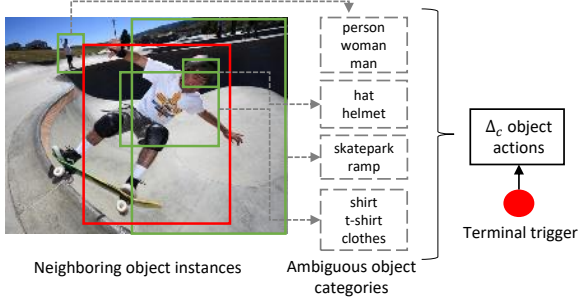 person
woman
man
hat
helmet
skatepark
ramp
shirt
t-shirt
clothes
Δc object
actions
Terminal trigger
Neighboring object instances
Ambiguous object
categories